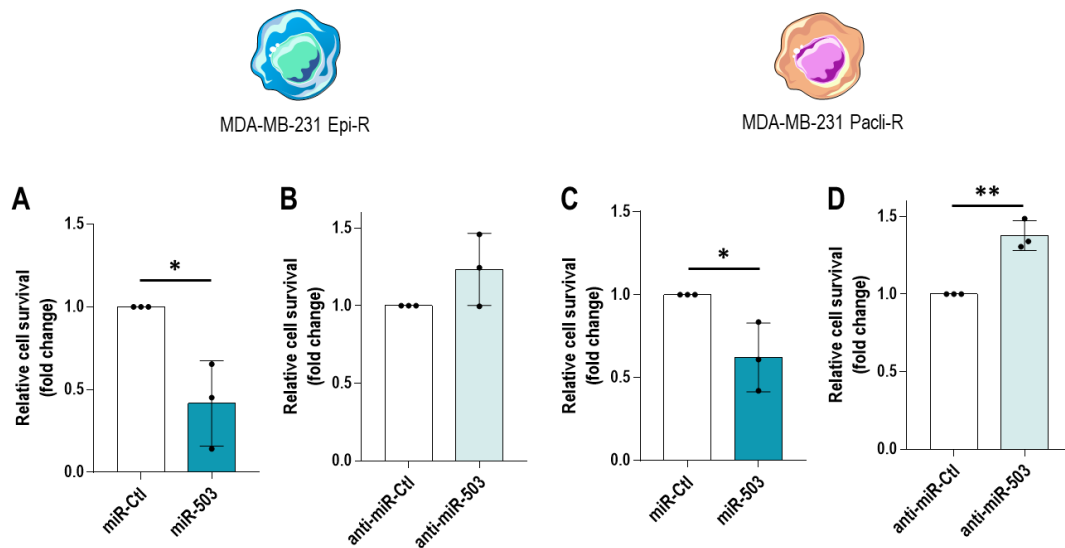 MDA-MB-231 Epi-R
MDA-MB-231 Pacli-R
A
Relative cell survival
(fold change)
1.5
1.0
0.5
0.0
*
miR-Ctl
miR-503
B
Relative cell survival
(fold change)
1.5
1.0
0.5
0.0
anti-miR-Ctl
anti-miR-503
C
Relative cell survival
(fold change)
1.5
1.0
0.5
0.0
*
miR-Ctl
miR-503
D
Relative cell survival
(fold change)
1.5
1.0
0.5
0.0
**
anti-miR-Ctl
anti-miR-503